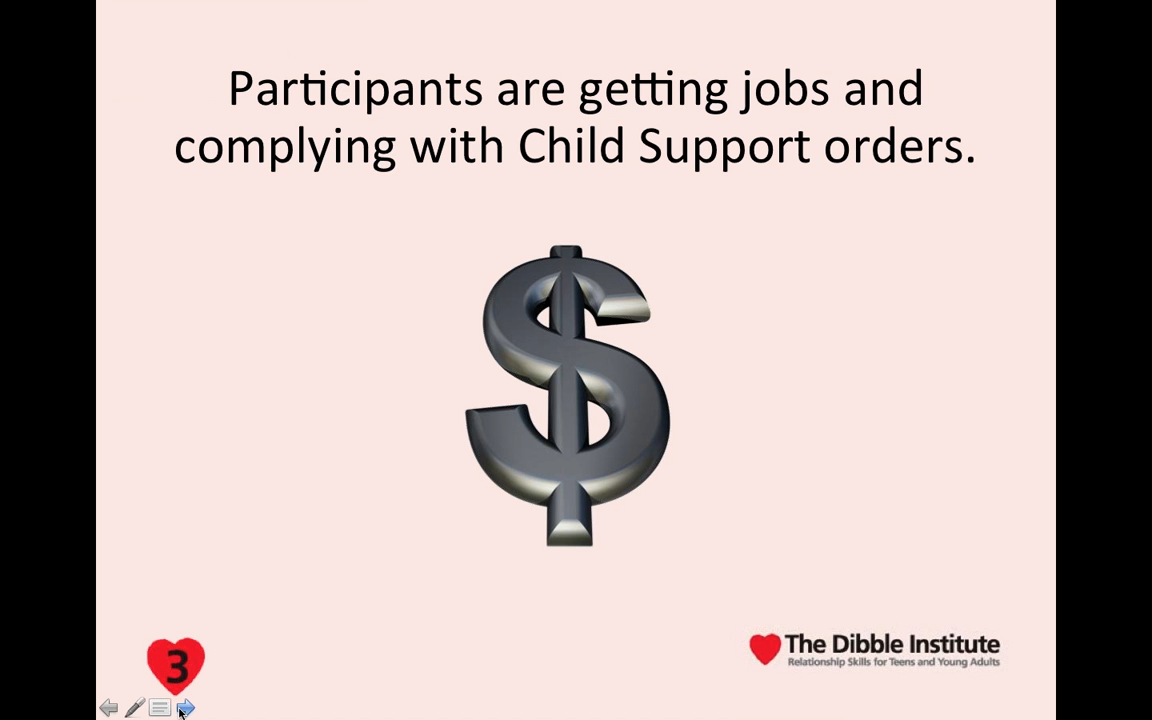 Participants are getting jobs and
complying with Child Support orders.
$
3
The Dibble Institute
Relationship Skills for Teens and Young Adults